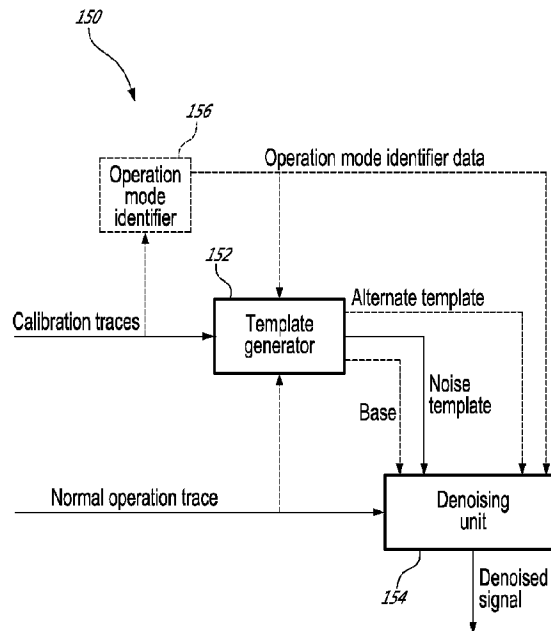 150
156
Operation mode identifier data
Operation
mode
identifier
152
Alternate template
Calibration traces
Template
generator
Noise
template
Base
Normal operation trace
Denoising
unit
154
Denoised
signal